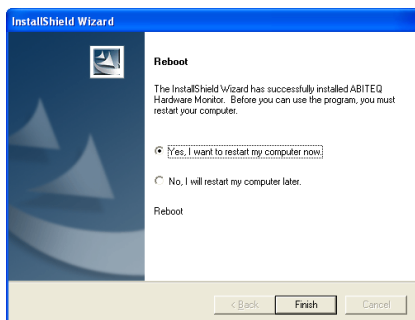 InstallShield Wizard
Reboot
The InstallShield Wizard has successfully installed ABITEQ
Hardware Monitor. Before you can use the program, you must
restart your computer.
Yes, I want to restart my computer now.
No, I will restart my computer later.
Reboot
< Back Finish Cancel